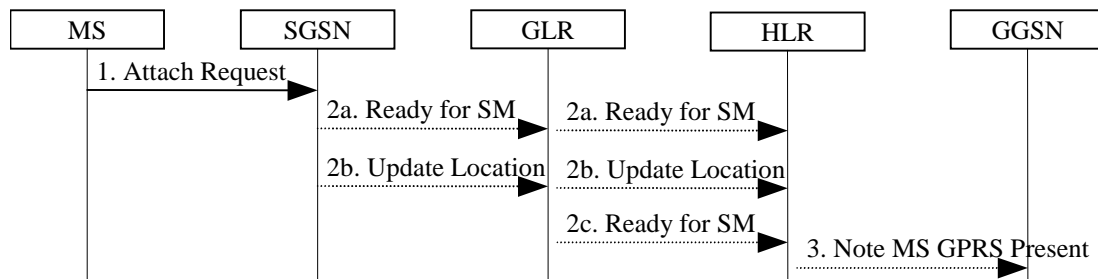 MS SGSN GLR HLR GGSN
1. Attach Request
2a. Ready for SM 2a. Ready for SM
2b. Update Location 2b. Update Location
2c. Ready for SM
3. Note MS GPRS Present